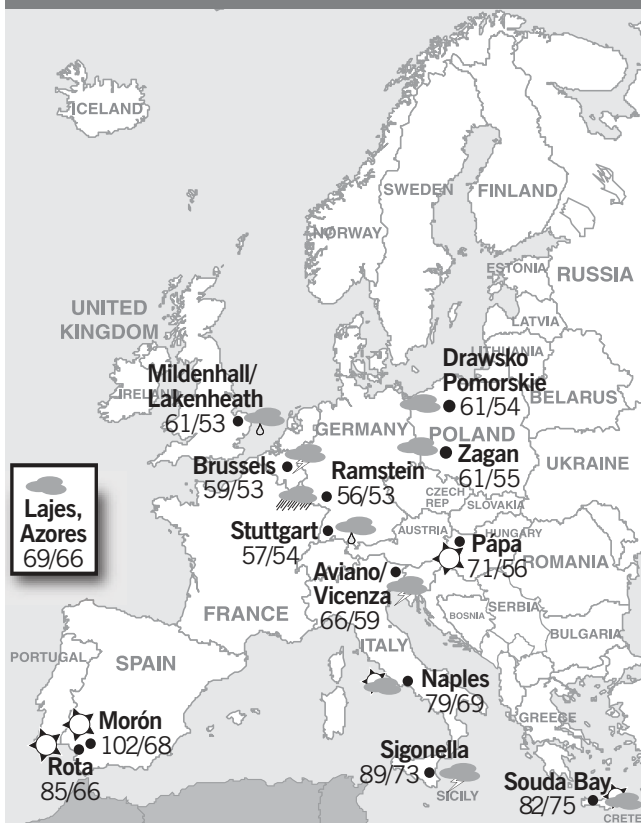 ICELAND
SWEDEN
FINLAND
NORWAY
ESTONIA
RUSSIA
LATVIA
LITHUANIA
UNITED
KINGDOM
IRELAND
Mildenhall/
Lakenheath
61/53
Drawsko
Pomorskie
61/54
BELARUS
GERMANY
POLAND
Zagan
61/55
UKRAINE
Brussels
59/53
Ramstein
56/53
CZECH
REP
SLOVAKIA
Lajes,
Azores
69/66
Stuttgart
57/54
AUSTRIA
HUNGARY
Pápa
71/56
ROMANIA
Aviano/
Vicenza
66/59
FRANCE
BOSNIA
SERBIA
BULGARIA
ITALY
PORTUGAL
SPAIN
Naples
79/69
Morón
102/68
Rota
85/66
GREECE
Sigonella
89/73
SICILY
Souda Bay
82/75
CRETE